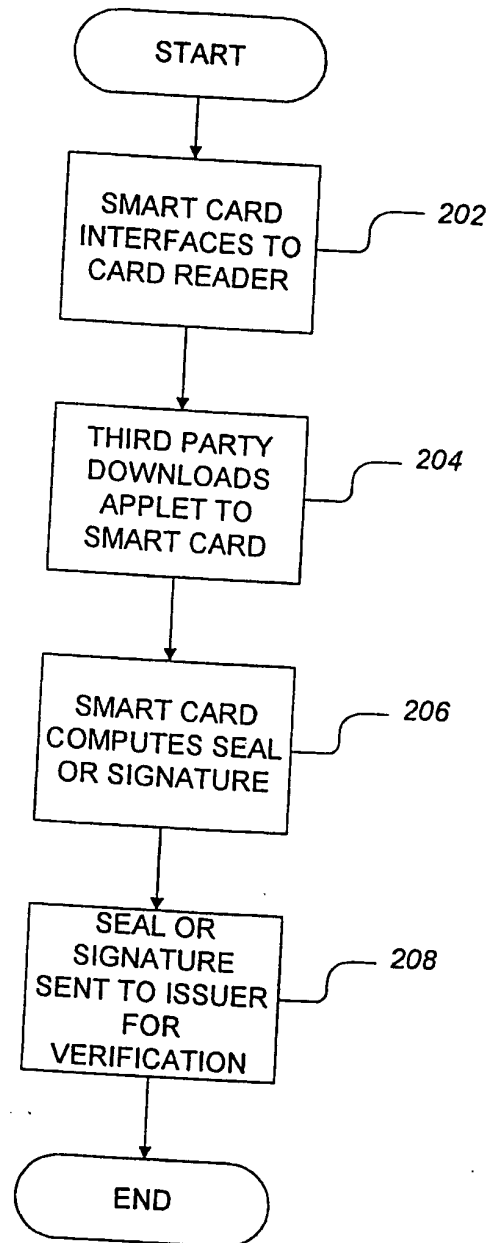 START
SMART CARD
INTERFACES TO
CARD READER
202
THIRD PARTY
DOWNLOADS
APPLET TO
SMART CARD
204
SMART CARD
COMPUTES SEAL
OR SIGNATURE
206
SEAL OR
SIGNATURE
SENT TO ISSUER
FOR
VERIFICATION
208
END